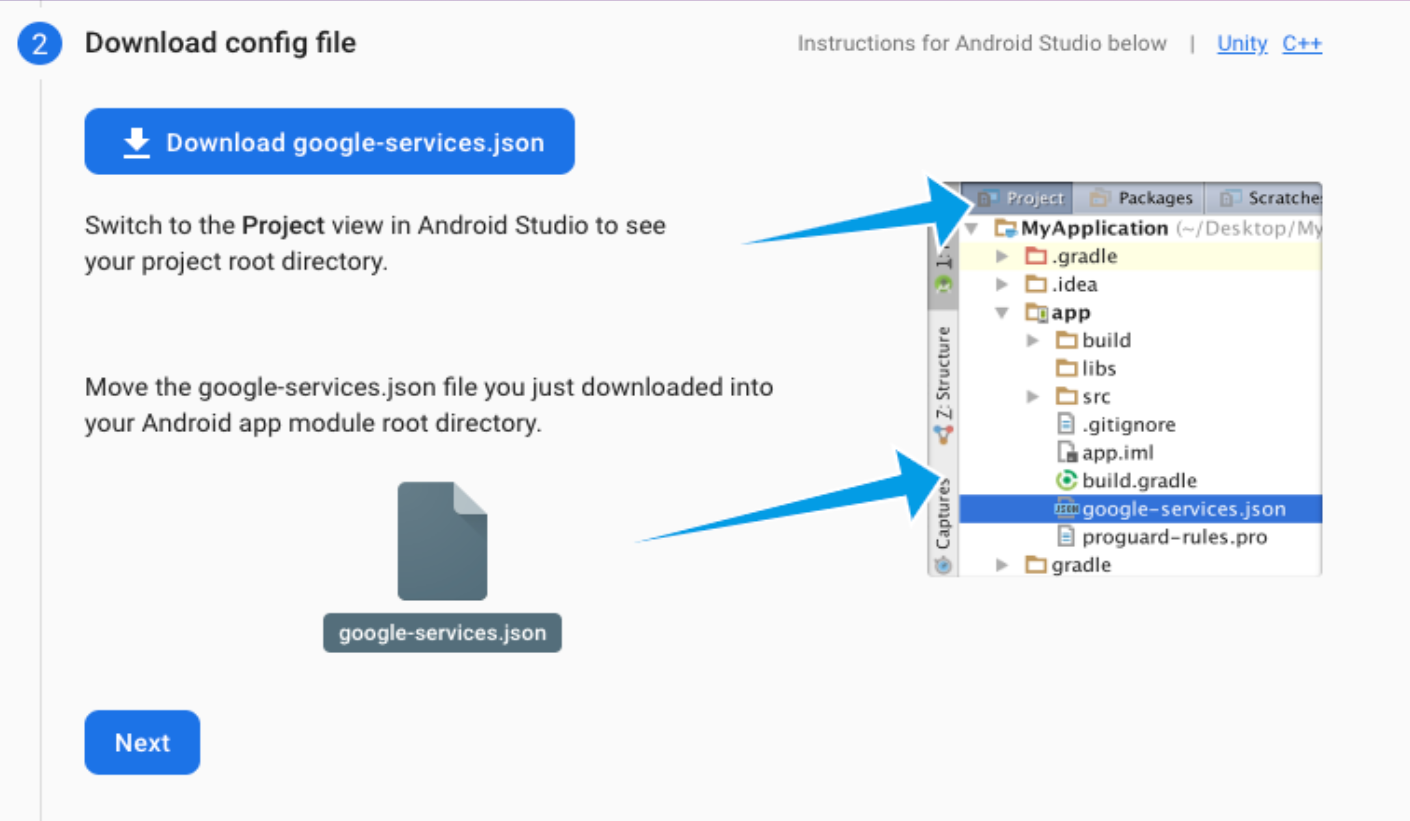 2 Download config file
Instructions for Android Studio below | Unity C++
Download google-services.json
Switch to the Project view in Android Studio to see
your project root directory.
Move the google-services.json file you just downloaded into
your Android app module root directory.
google-services.json
Next
Project Packages Scratche
MyApplication (~/Desktop/My
.gradle
.idea
app
build
libs
src
.gitignore
app.iml
build.gradle
google-services.json
proguard-rules.pro
gradle
1:
Z: Structure
Captures